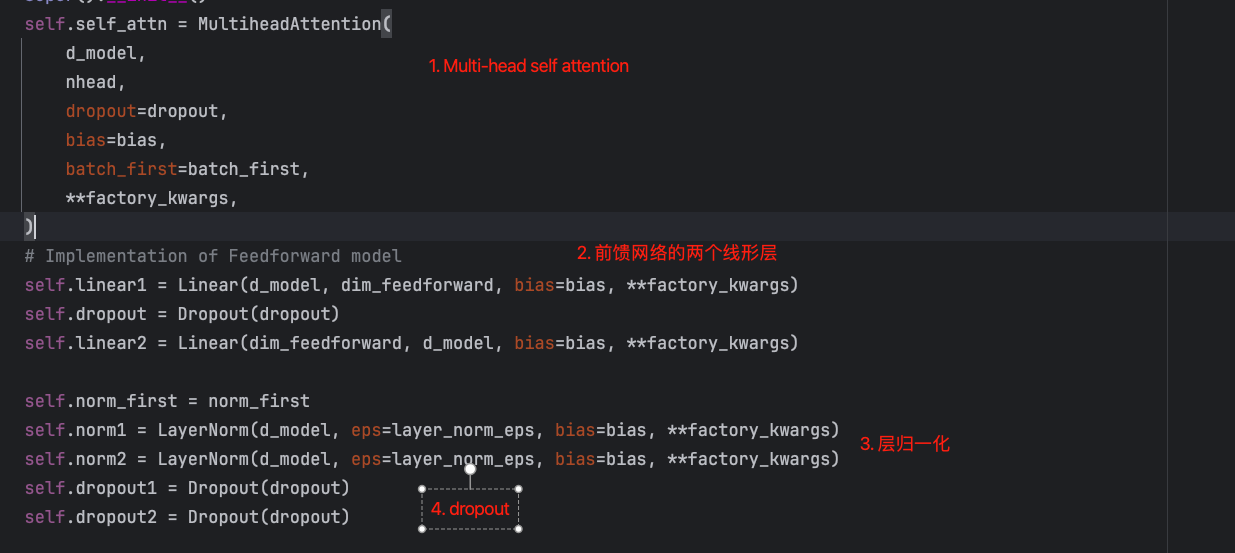 super().__init__()
self.self_attn = MultiheadAttention(
d_model,
1. Multi-head self attention
nhead,
dropout=dropout,
bias=bias,
batch_first=batch_first,
**factory_kwargs,
)
2. 前馈网络的两个线形层
# Implementation of Feedforward model
self.linear1 = Linear(d_model, dim_feedforward, bias=bias, **factory_kwargs)
self.dropout = Dropout(dropout)
self.linear2 = Linear(dim_feedforward, d_model, bias=bias, **factory_kwargs)
self.norm_first = norm_first
self.norm1 = LayerNorm(d_model, eps=layer_norm_eps, bias=bias, **factory_kwargs)
3. 层归一化
self.norm2 = LayerNorm(d_model, eps=layer_norm_eps, bias=bias, **factory_kwargs)
self.dropout1 = Dropout(dropout)
4. dropout
self.dropout2 = Dropout(dropout)